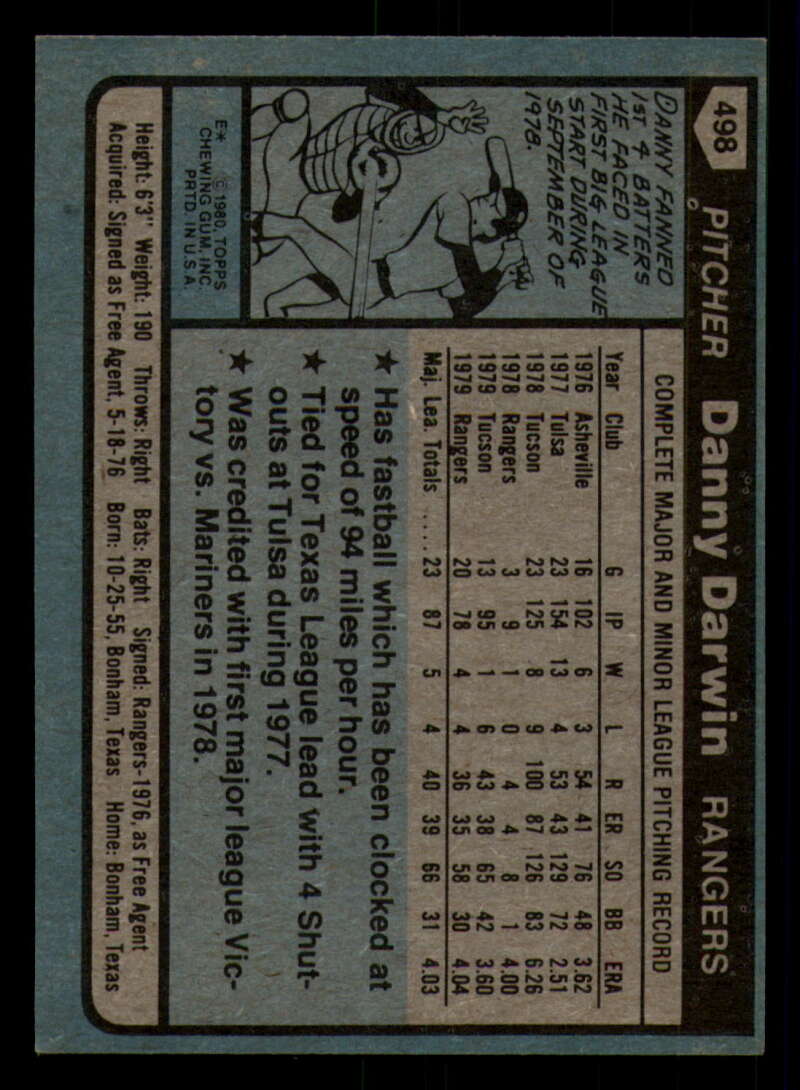 498
PITCHER Danny Darwin RANGERS
DANNY FANNED
1ST 4 BATTERS
HE FACED IN
FIRST BIG LEAGUE
START DURING
SEPTEMBER OF
1978.
E* © 1980, TOPPS
CHEWING GUM, INC.
PRTD. IN U.S.A.
COMPLETE MAJOR AND MINOR LEAGUE PITCHING RECORD
Year Club G IP W L R ER SO BB ERA
1976 Asheville 16 102 6 3 54 41 76 48 3.62
1977 Tulsa 23 154 13 4 53 43 129 72 2.51
1978 Tucson 23 125 8 9 100 87 126 83 6.26
1978 Rangers 3 9 1 0 4 4 8 1 4.00
1979 Tucson 13 95 1 6 43 38 65 42 3.60
1979 Rangers 20 78 4 4 36 35 58 30 4.04
Maj. Lea. Totals ..... 23 87 5 4 40 39 66 31 4.03
★ Has fastball which has been clocked at
speed of 94 miles per hour.
★ Tied for Texas League lead with 4 Shut-
outs at Tulsa during 1977.
★ Was credited with first major league Vic-
tory vs. Mariners in 1978.
Height: 6'3" Weight: 190 Throws: Right Bats: Right Signed: Rangers-1976, as Free Agent
Acquired: Signed as Free Agent, 5-18-76 Born: 10-25-55, Bonham, Texas Home: Bonham, Texas